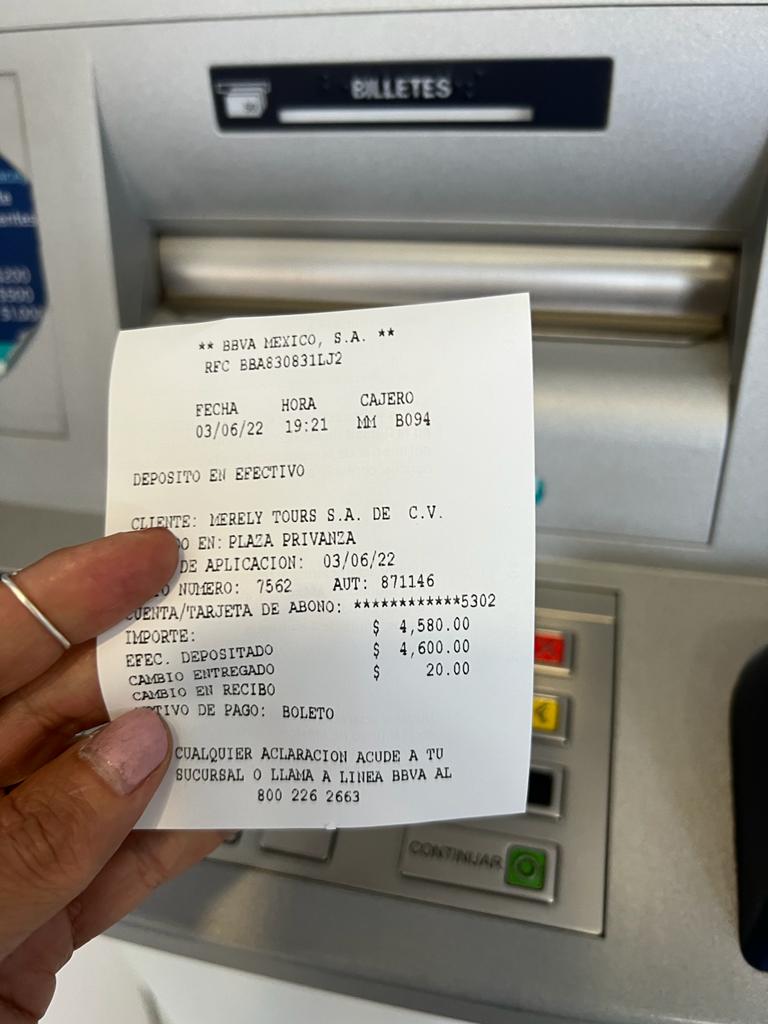 BILLETES
** BBVA MEXICO, S.A. **
RFC BBA830831LJ2
FECHA HORA CAJERO
03/06/22 19:21 MM B094
DEPOSITO EN EFECTIVO
CLIENTE: MERELY TOURS S.A. DE C.V.
EN: PLAZA PRIVANZA
DE APLICACION: 03/06/22
NUMERO: 7562 AUT: 871146
CUENTA/TARJETA DE ABONO: ************5302
IMPORTE: $ 4,580.00
EFEC. DEPOSITADO $ 4,600.00
CAMBIO ENTREGADO $ 20.00
CAMBIO EN RECIBO
DE PAGO: BOLETO
CUALQUIER ACLARACION ACUDE A TU
SUCURSAL O LLAMA A LINEA BBVA AL
800 226 2663
CONTINUAR